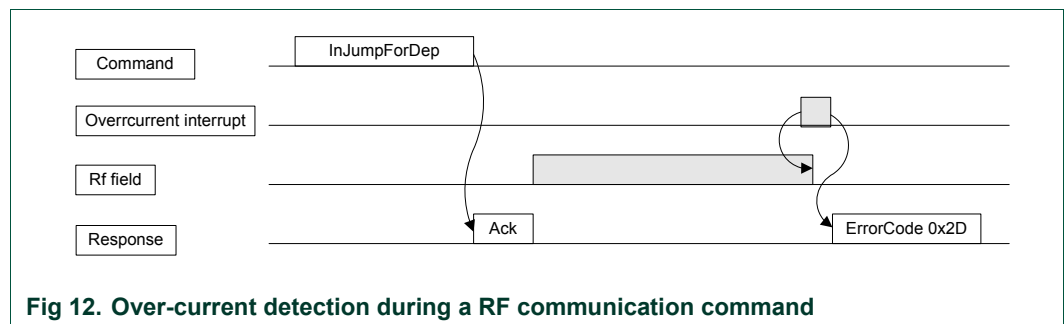 InJumpForDep
Command
Overrcurrent interrupt
Rf field
Ack
ErrorCode 0x2D
Response
Fig 12. Over-current detection during a RF communication command